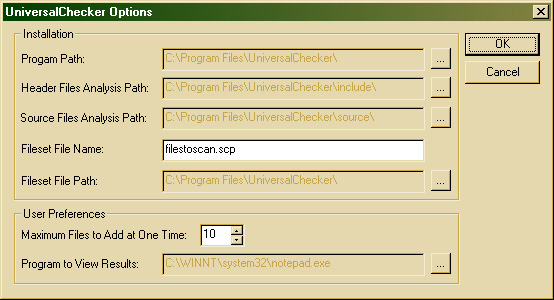 UniversalChecker Options
Installation
Progam Path: C:\Program Files\UniversalChecker\ ...
OK
Header Files Analysis Path: C:\Program Files\UniversalChecker\include\ ...
Cancel
Source Files Analysis Path: C:\Program Files\UniversalChecker\source\ ...
Fileset File Name: filestoscan.scp
Fileset File Path: C:\Program Files\UniversalChecker\ ...
User Preferences
Maximum Files to Add at One Time: 10
Program to View Results: C:\WINNT\system32\notepad.exe ...